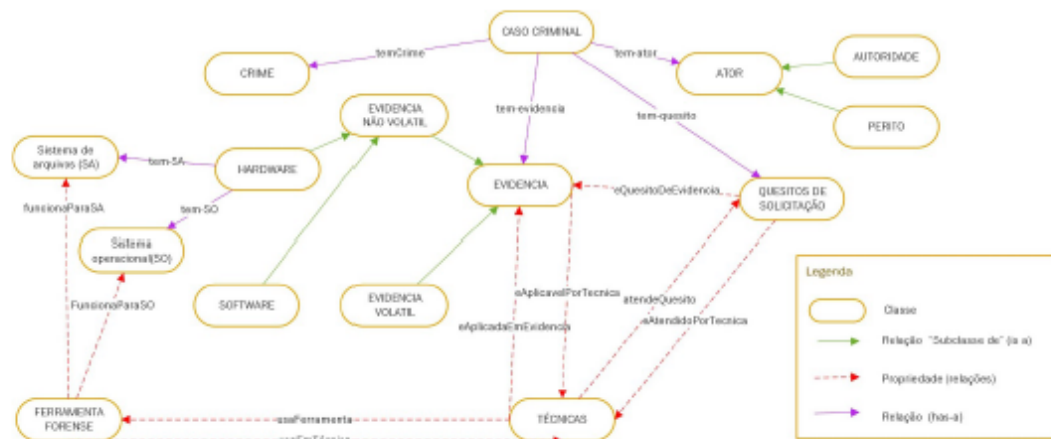 CASO CRIMINAL
temCrime
tem-ator
AUTORIDADE
CRIME
ATOR
EVIDENCIA
NÃO VOLATIL
tem-evidencia
tem-quesito
PERITO
Sistema de
arquivos (SA)
tem-SA
HARDWARE
EVIDENCIA
eQuesitoDeEvidencia
QUESITOS DE
SOLICITAÇÃO
funsionaParaSA
tem-SO
Sistema
operacional(SO)
Legenda
FunsionaParaSO
SOFTWARE
EVIDENCIA
VOLATIL
eAplicavelPorTecnica
atendeQuesito
eAplicadaEmEvidencia
eAtendidoPorTecnica
Classe
Relação "Subclasse de" (is a)
Propriedade (relações)
Relação (has-a)
FERRAMENTA
FORENSE
usaFerramenta
TÉCNICAS